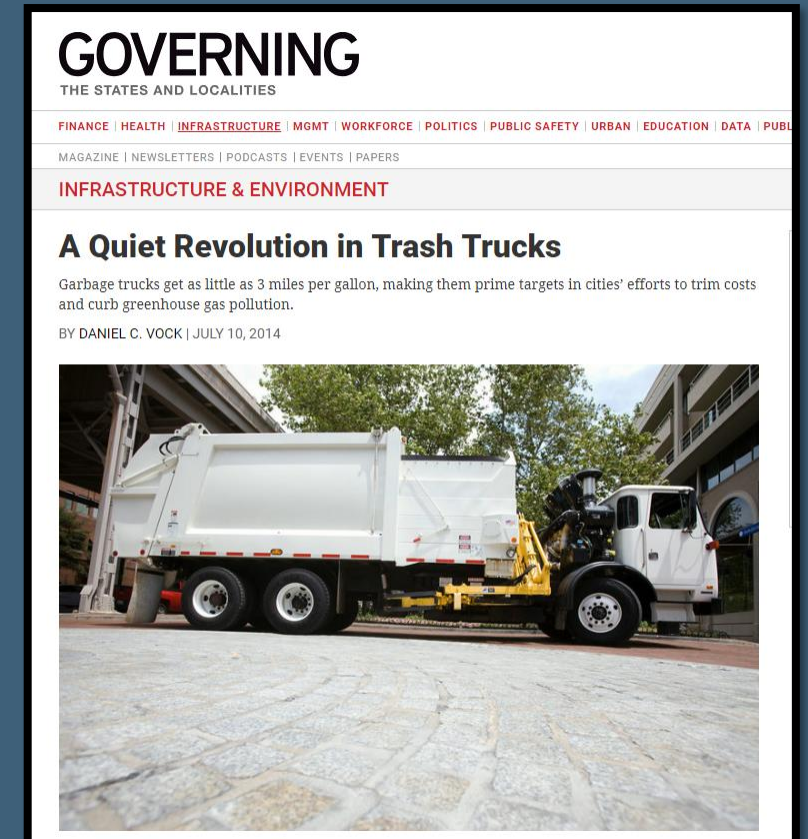 GOVERNING
THE STATES AND LOCALITIES
FINANCE | HEALTH | INFRASTRUCTURE | MGMT | WORKFORCE | POLITICS | PUBLIC SAFETY | URBAN | EDUCATION | DATA | PUBL
MAGAZINE | NEWSLETTERS | PODCASTS | EVENTS | PAPERS
INFRASTRUCTURE & ENVIRONMENT
A Quiet Revolution in Trash Trucks
Garbage trucks get as little as 3 miles per gallon, making them prime targets in cities’ efforts to trim costs
and curb greenhouse gas pollution.
BY DANIEL C. VOCK | JULY 10, 2014